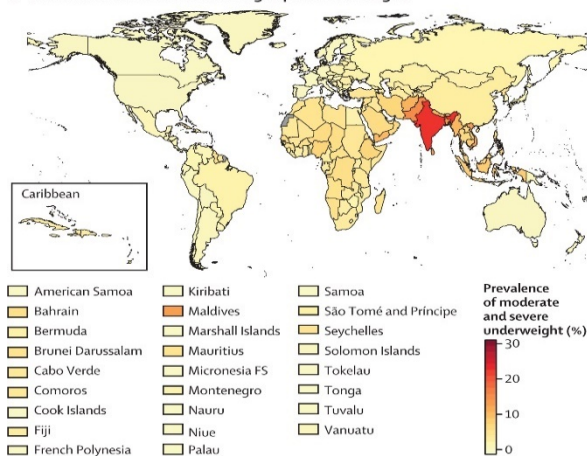 Caribbean
American Samoa
Bahrain
Bermuda
Brunei Darussalam
Cabo Verde
Comoros
Cook Islands
Fiji
French Polynesia
Kiribati
Maldives
Marshall Islands
Mauritius
Micronesia FS
Montenegro
Nauru
Niue
Palau
Samoa
São Tomé and Príncipe
Seychelles
Solomon Islands
Tokelau
Tonga
Tuvalu
Vanuatu
Prevalence
of moderate
and severe
underweight (%)
30
20
10
0